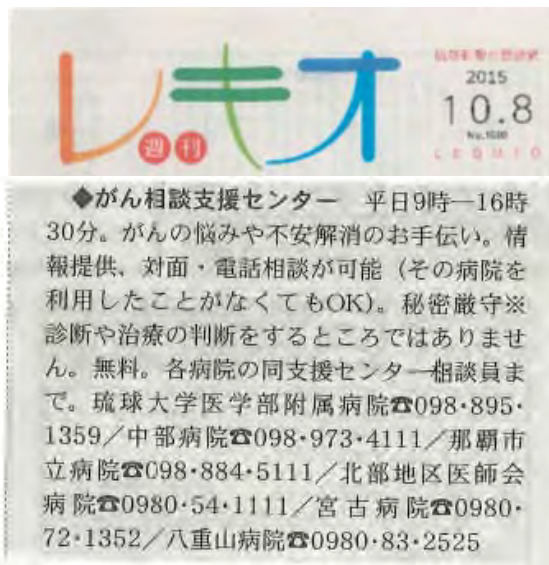 レキオ
週刊
2015
10.8
LEQUIO
◆がん相談支援センター 平日9時―16時
30分。がんの悩みや不安解消のお手伝い。情
報提供、対面・電話相談が可能（その病院を
利用したことがなくてもOK）。秘密厳守※
診断や治療の判断をするところではありませ
ん。無料。各病院の同支援センター相談員ま
で。琉球大学医学部附属病院☎098・895・
1359／中部病院☎098・973・4111／那覇市
立病院☎098・884・5111／北部地区医師会
病院☎0980・54・1111／宮古病院☎0980・
72・1352／八重山病院☎0980・83・2525